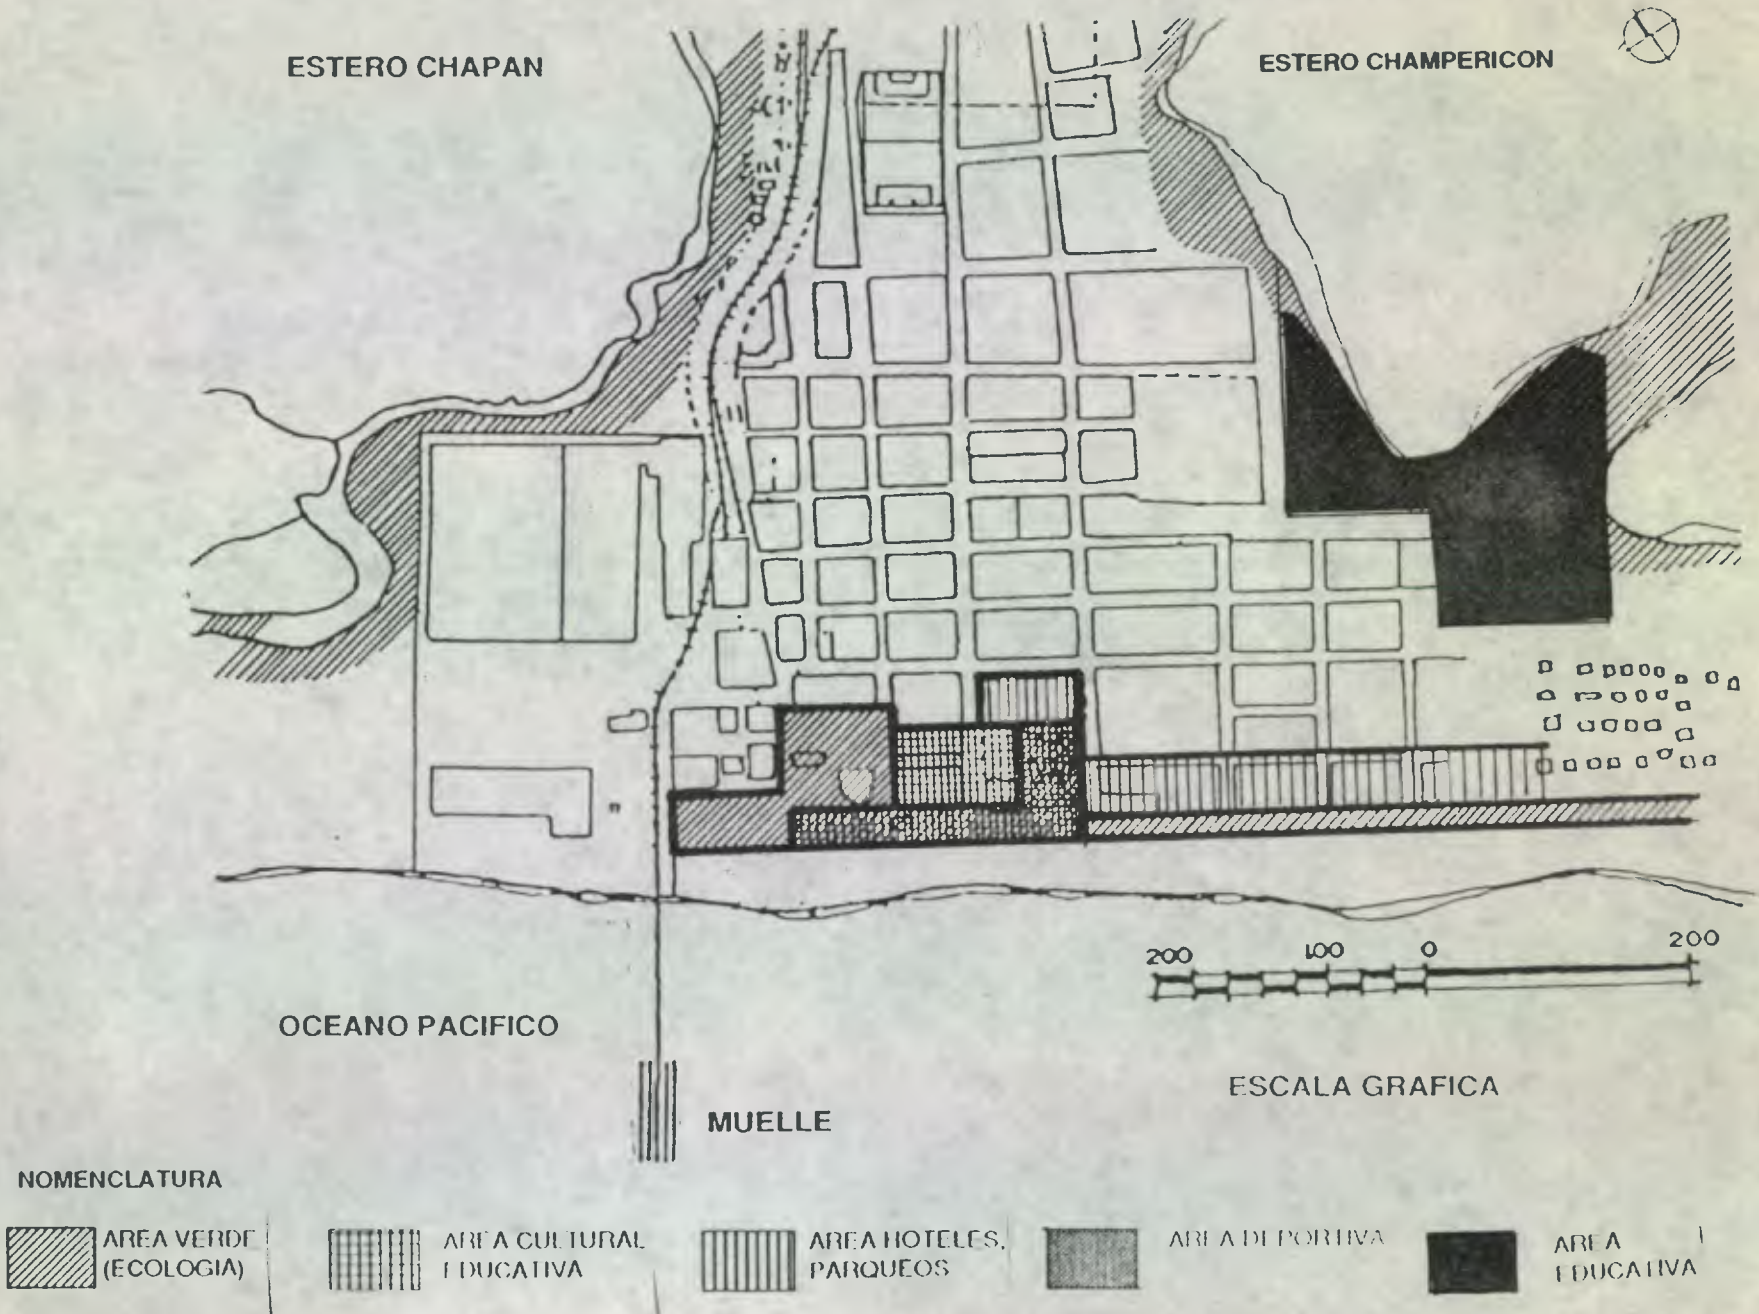 ESTERO CHAPAN
ESTERO CHAMPERICON
200 100 0 200
OCEANO PACIFICO
ESCALA GRAFICA
MUELLE
NOMENCLATURA
AREA VERDE
(ECOLOGIA)
AREA CULTURAL
EDUCATIVA
AREA HOTELES,
PARQUEOS
AREA DEPORTIVA
AREA
EDUCATIVA